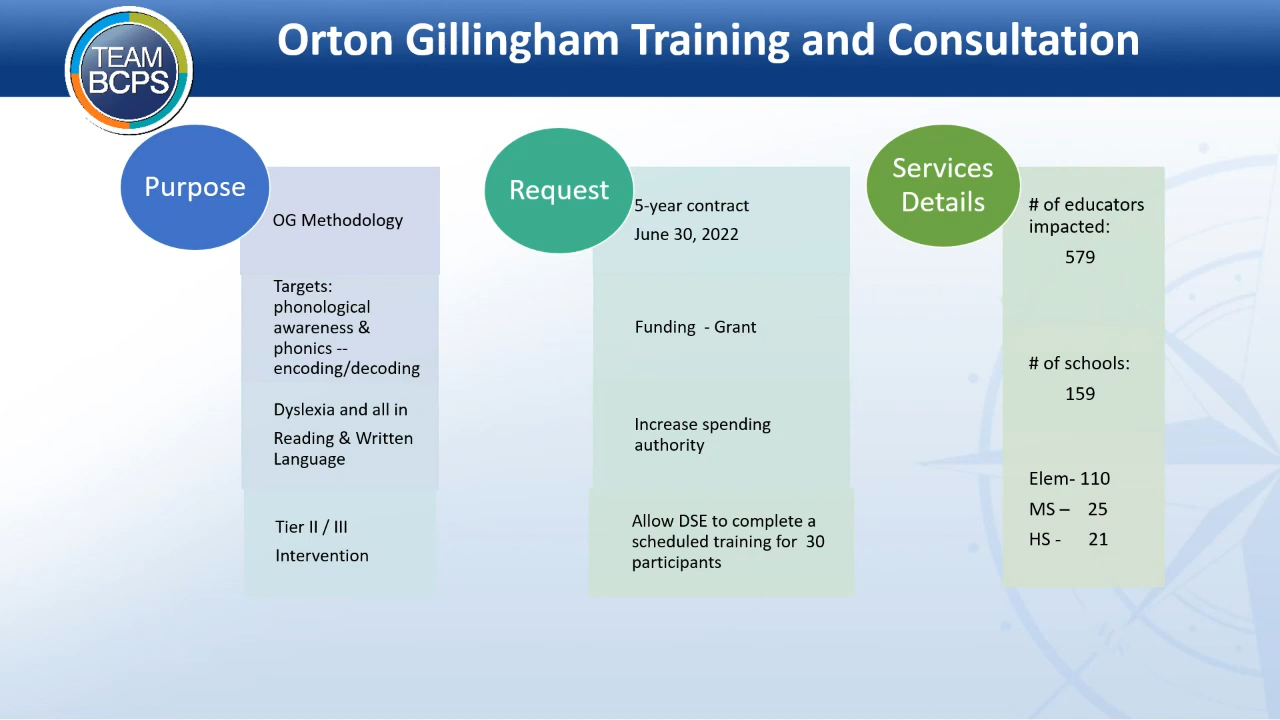 Orton Gillingham Training and Consultation
TEAM
BCPS
Purpose
OG Methodology
Targets:
phonological
awareness &
phonics --
encoding/decoding
Dyslexia and all in
Reading & Written
Language
Tier II / III
Intervention
Request
5-year contract
June 30, 2022
Funding  - Grant
Increase spending
authority
Allow DSE to complete a
scheduled training for  30
participants
Services
Details
# of educators
impacted:
579
# of schools:
159
Elem- 110
MS –    25
HS -      21